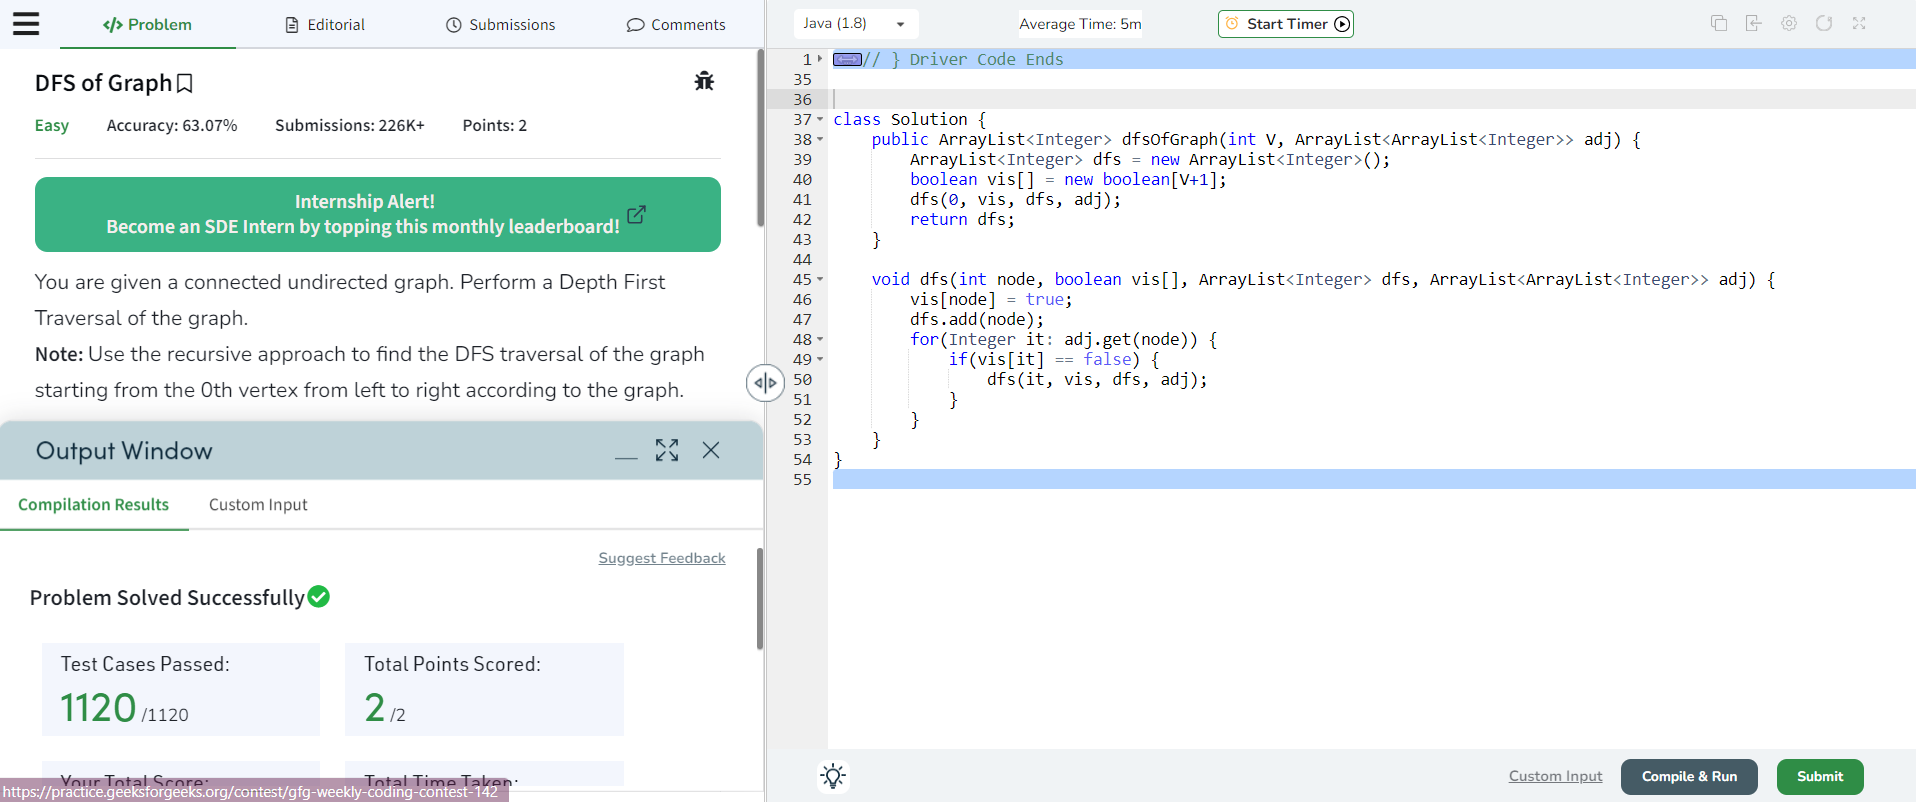 Problem
Editorial
Submissions
Comments
DFS of Graph
Easy
Accuracy: 63.07%
Submissions: 226K+
Points: 2
Internship Alert!
Become an SDE Intern by topping this monthly leaderboard!
You are given a connected undirected graph. Perform a Depth First
Traversal of the graph.
Note: Use the recursive approach to find the DFS traversal of the graph
starting from the 0th vertex from left to right according to the graph.
Output Window
Compilation Results
Custom Input
Suggest Feedback
Problem Solved Successfully
Test Cases Passed:
1120 /1120
Total Points Scored:
2 /2
Your Total Score:
Total Time Taken:
https://practice.geeksforgeeks.org/contest/gfg-weekly-coding-contest-142
Java (1.8)
Average Time: 5m
Start Timer
1 // } Driver Code Ends
35
36
37 class Solution {
38 public ArrayList<Integer> dfsOfGraph(int V, ArrayList<ArrayList<Integer>> adj) {
39 ArrayList<Integer> dfs = new ArrayList<Integer>();
40 boolean vis[] = new boolean[V+1];
41 dfs(0, vis, dfs, adj);
42 return dfs;
43 }
44
45 void dfs(int node, boolean vis[], ArrayList<Integer> dfs, ArrayList<ArrayList<Integer>> adj) {
46 vis[node] = true;
47 dfs.add(node);
48 for(Integer it: adj.get(node)) {
49 if(vis[it] == false) {
50 dfs(it, vis, dfs, adj);
51 }
52 }
53 }
54 }
55
Custom Input
Compile & Run
Submit